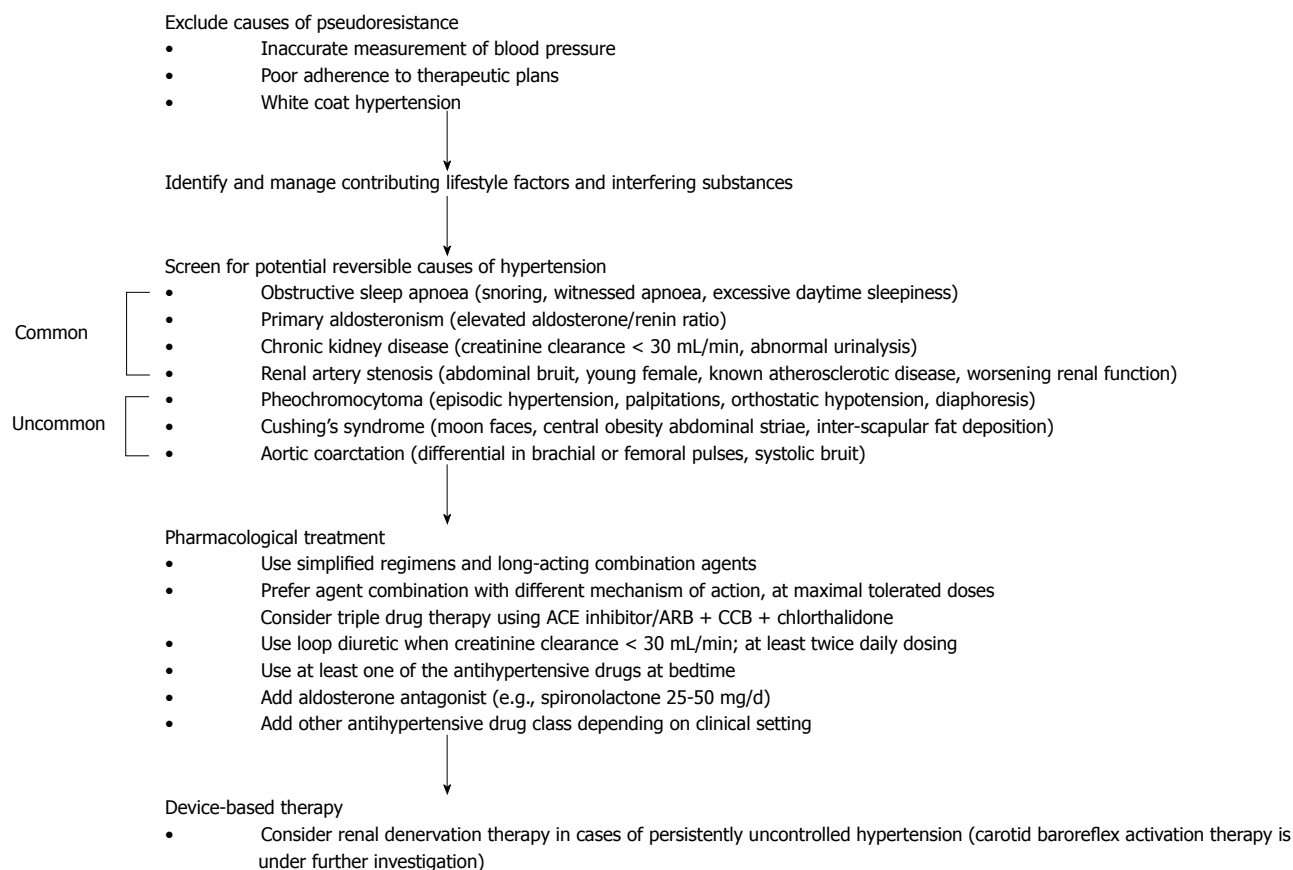 Exclude causes of pseudoresistance
• Inaccurate measurement of blood pressure
• Poor adherence to therapeutic plans
• White coat hypertension
Identify and manage contributing lifestyle factors and interfering substances
Screen for potential reversible causes of hypertension
• Obstructive sleep apnoea (snoring, witnessed apnoea, excessive daytime sleepiness)
• Primary aldosteronism (elevated aldosterone/renin ratio)
Common
• Chronic kidney disease (creatinine clearance < 30 mL/min, abnormal urinalysis)
• Renal artery stenosis (abdominal bruit, young female, known atherosclerotic disease, worsening renal function)
• Pheochromocytoma (episodic hypertension, palpitations, orthostatic hypotension, diaphoresis)
Uncommon
• Cushing's syndrome (moon faces, central obesity abdominal striae, inter-scapular fat deposition)
• Aortic coarctation (differential in brachial or femoral pulses, systolic bruit)
Pharmacological treatment
• Use simplified regimens and long-acting combination agents
• Prefer agent combination with different mechanism of action, at maximal tolerated doses
Consider triple drug therapy using ACE inhibitor/ARB + CCB + chlorthalidone
• Use loop diuretic when creatinine clearance < 30 mL/min; at least twice daily dosing
• Use at least one of the antihypertensive drugs at bedtime
• Add aldosterone antagonist (e.g., spironolactone 25-50 mg/d)
• Add other antihypertensive drug class depending on clinical setting
Device-based therapy
• Consider renal denervation therapy in cases of persistently uncontrolled hypertension (carotid baroreflex activation therapy is
under further investigation)